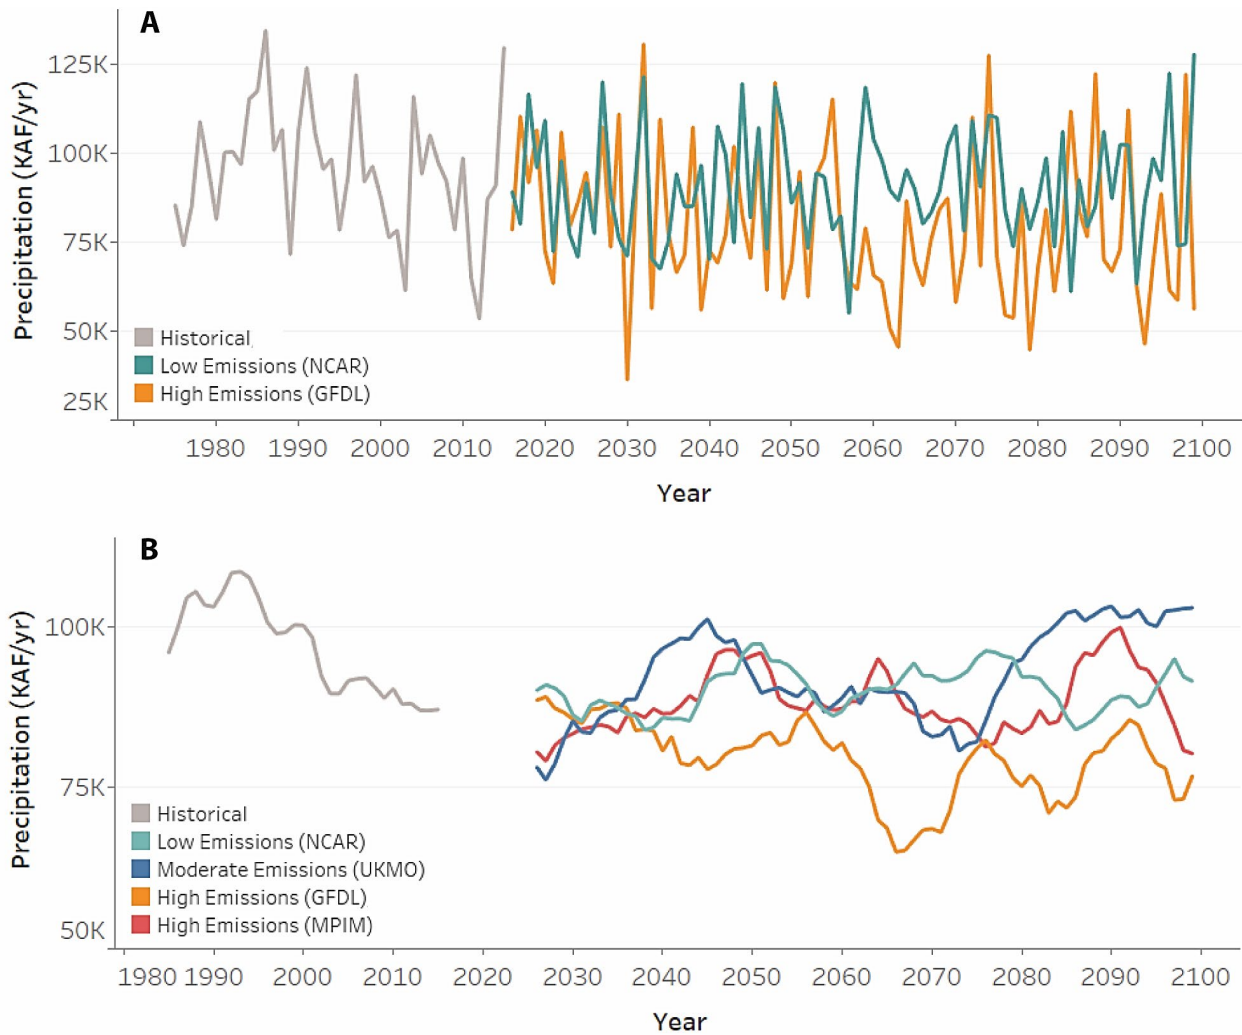 A
Precipitation (KAF/yr)
125K
100K
75K
50K
25K
Historical
Low Emissions (NCAR)
High Emissions (GFDL)
1980 1990 2000 2010 2020 2030 2040 2050 2060 2070 2080 2090 2100
Year
B
Precipitation (KAF/yr)
100K
75K
50K
Historical
Low Emissions (NCAR)
Moderate Emissions (UKMO)
High Emissions (GFDL)
High Emissions (MPIM)
1980 1990 2000 2010 2020 2030 2040 2050 2060 2070 2080 2090 2100
Year